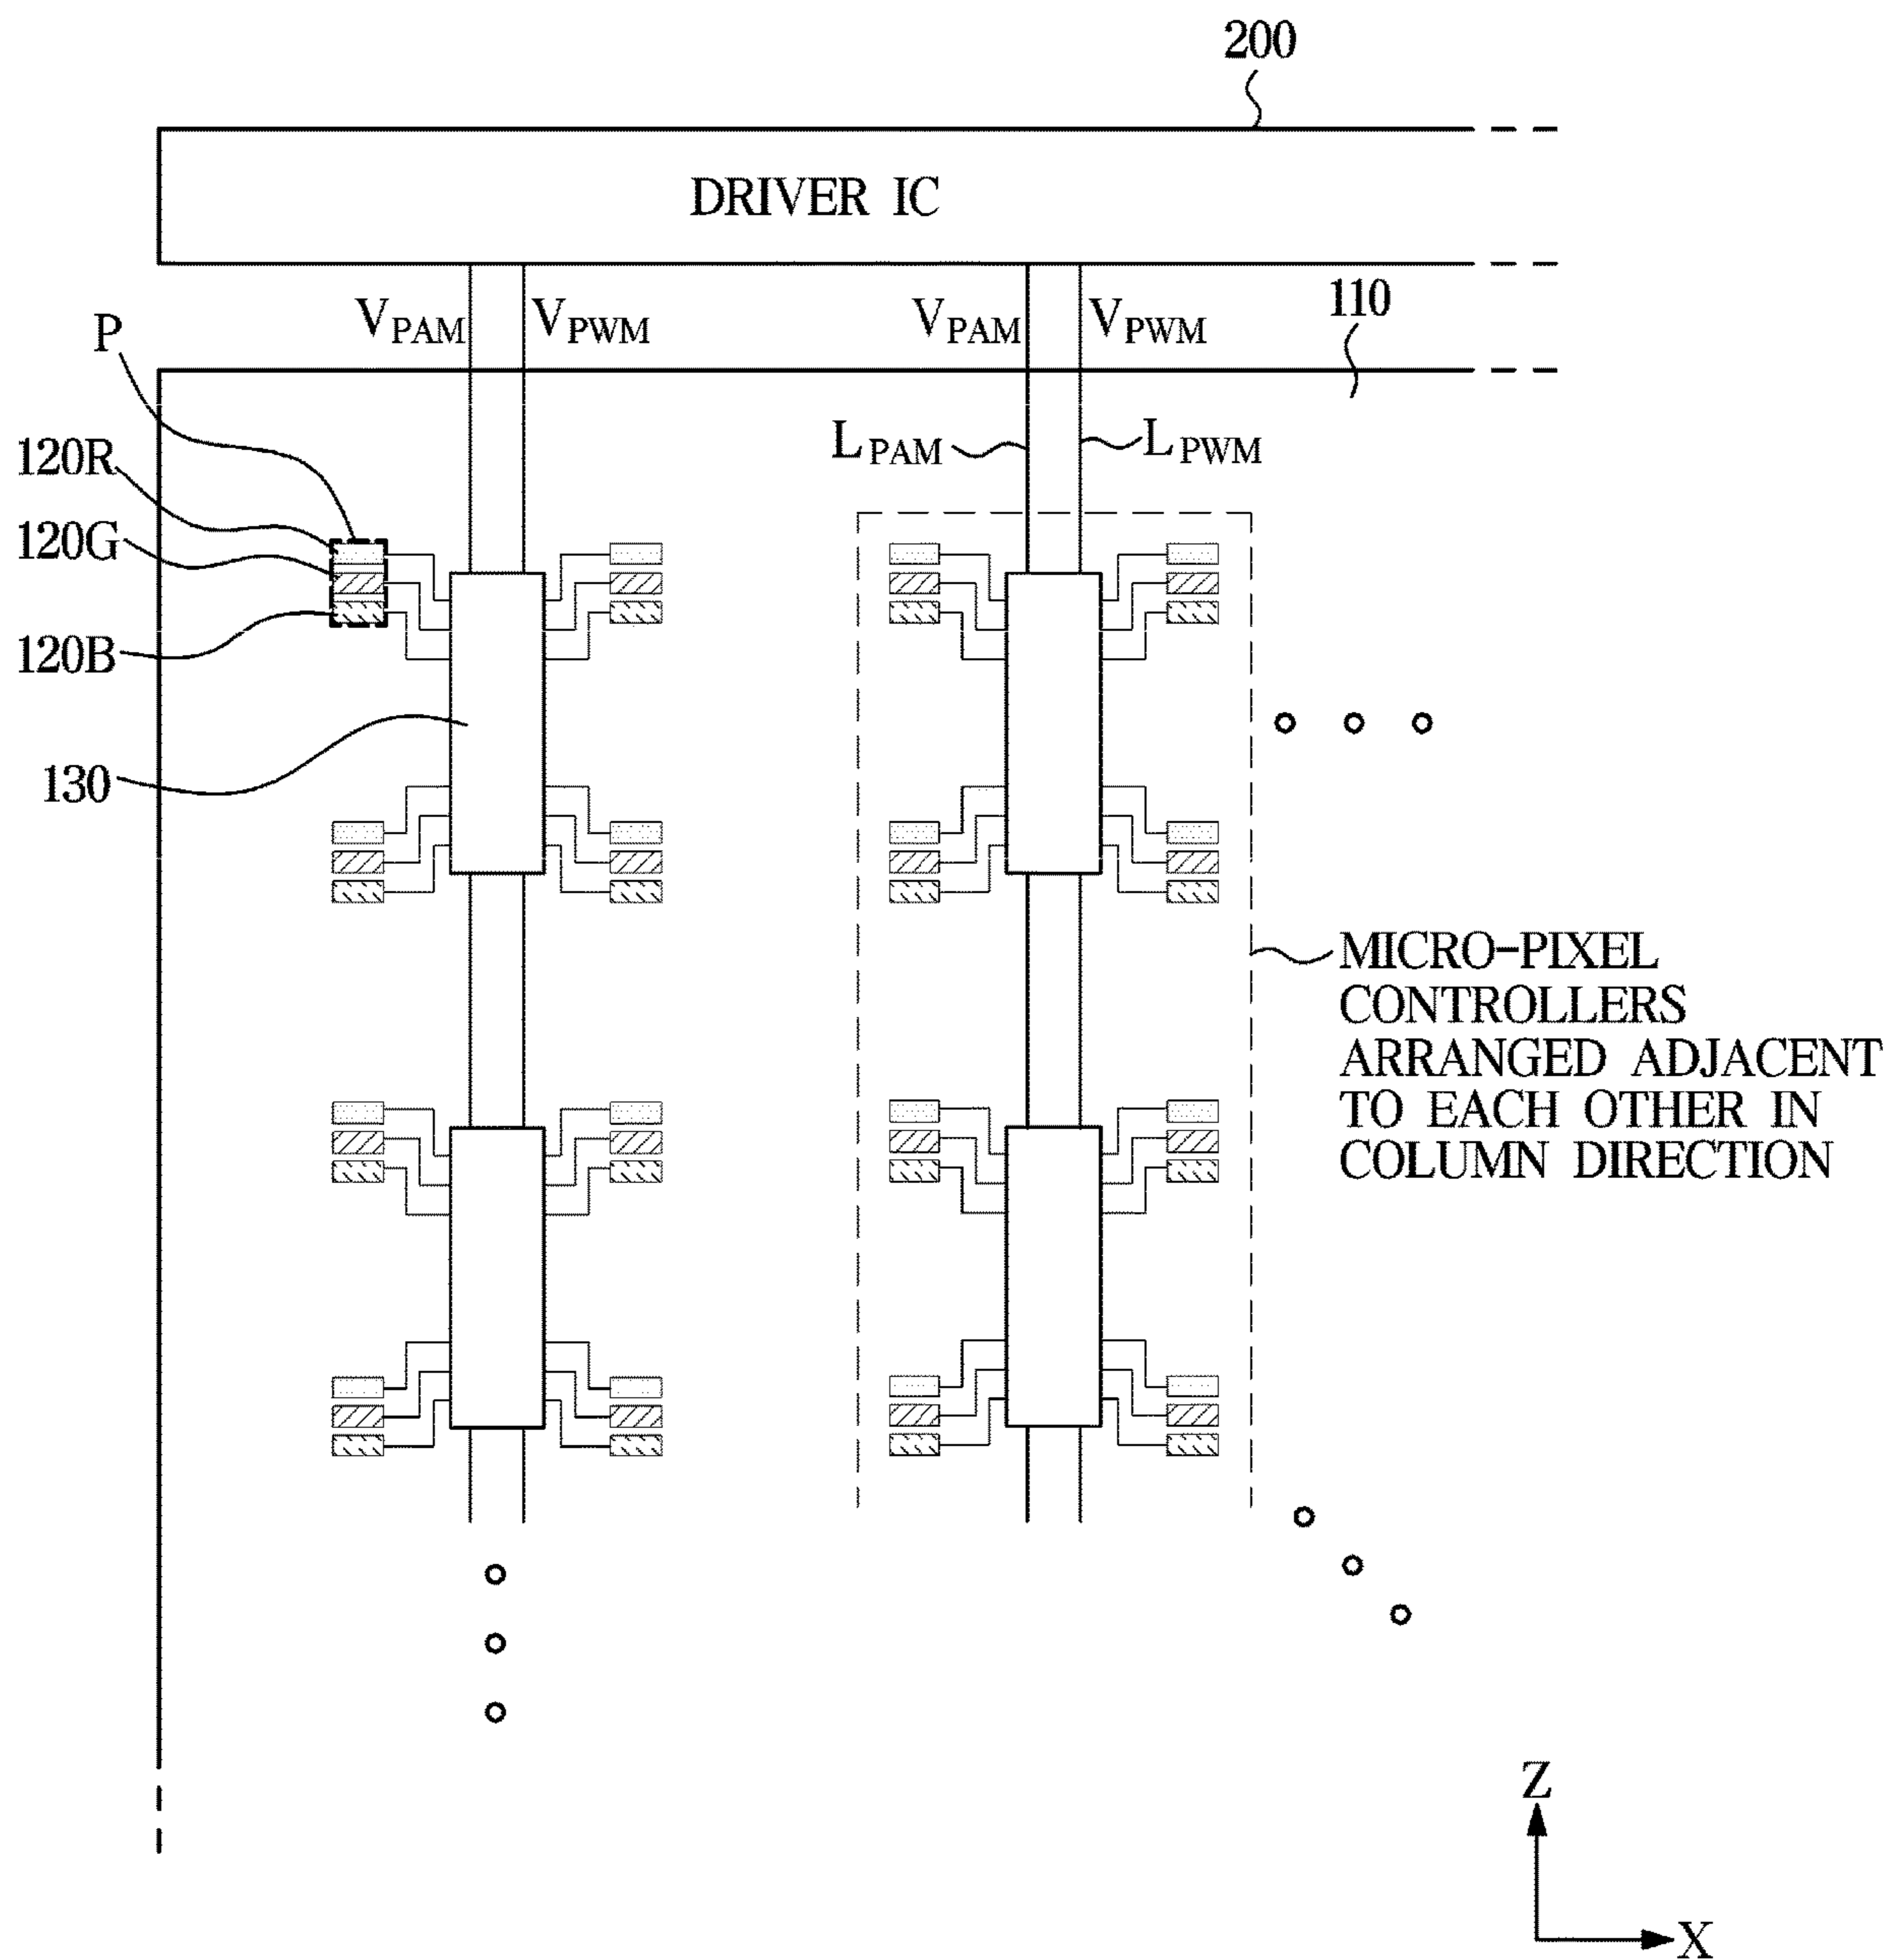 200
DRIVER IC
110
P
VPAM
VPWM
VPAM
VPWM
120R
LPAM
LPWM
120G
120B
130
MICRO-PIXEL
CONTROLLERS
ARRANGED ADJACENT
TO EACH OTHER IN
COLUMN DIRECTION
Z
X